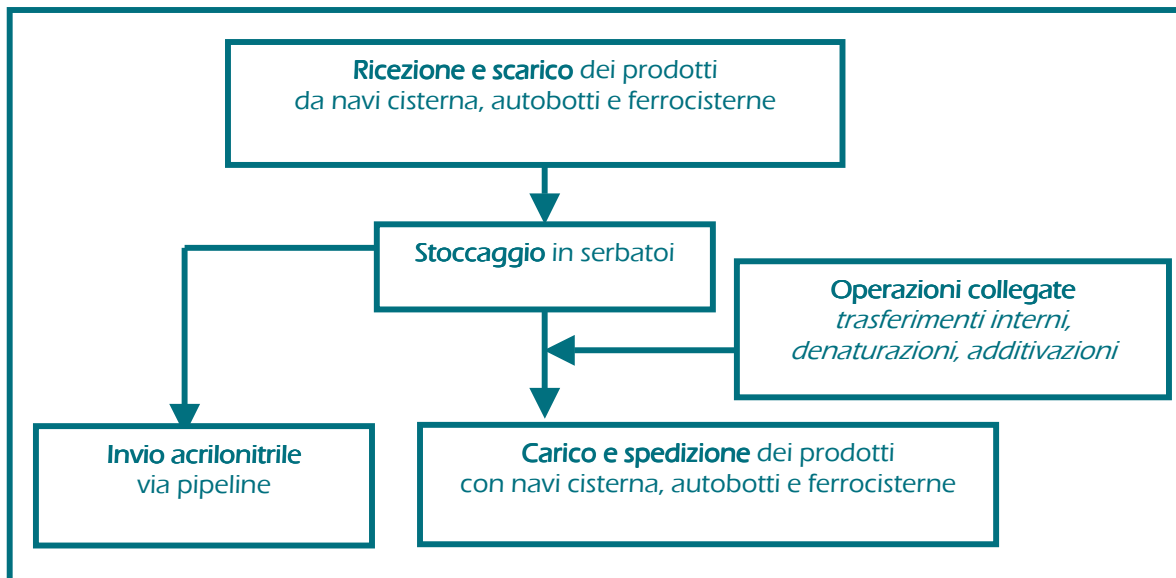 Ricezione e scarico dei prodotti
da navi cisterna, autobotti e ferrocisterne
Stoccaggio in serbatoi
Operazioni collegate
trasferimenti interni,
denaturazioni, additivazioni
Invio acrilonitrile
via pipeline
Carico e spedizione dei prodotti
con navi cisterna, autobotti e ferrocisterne